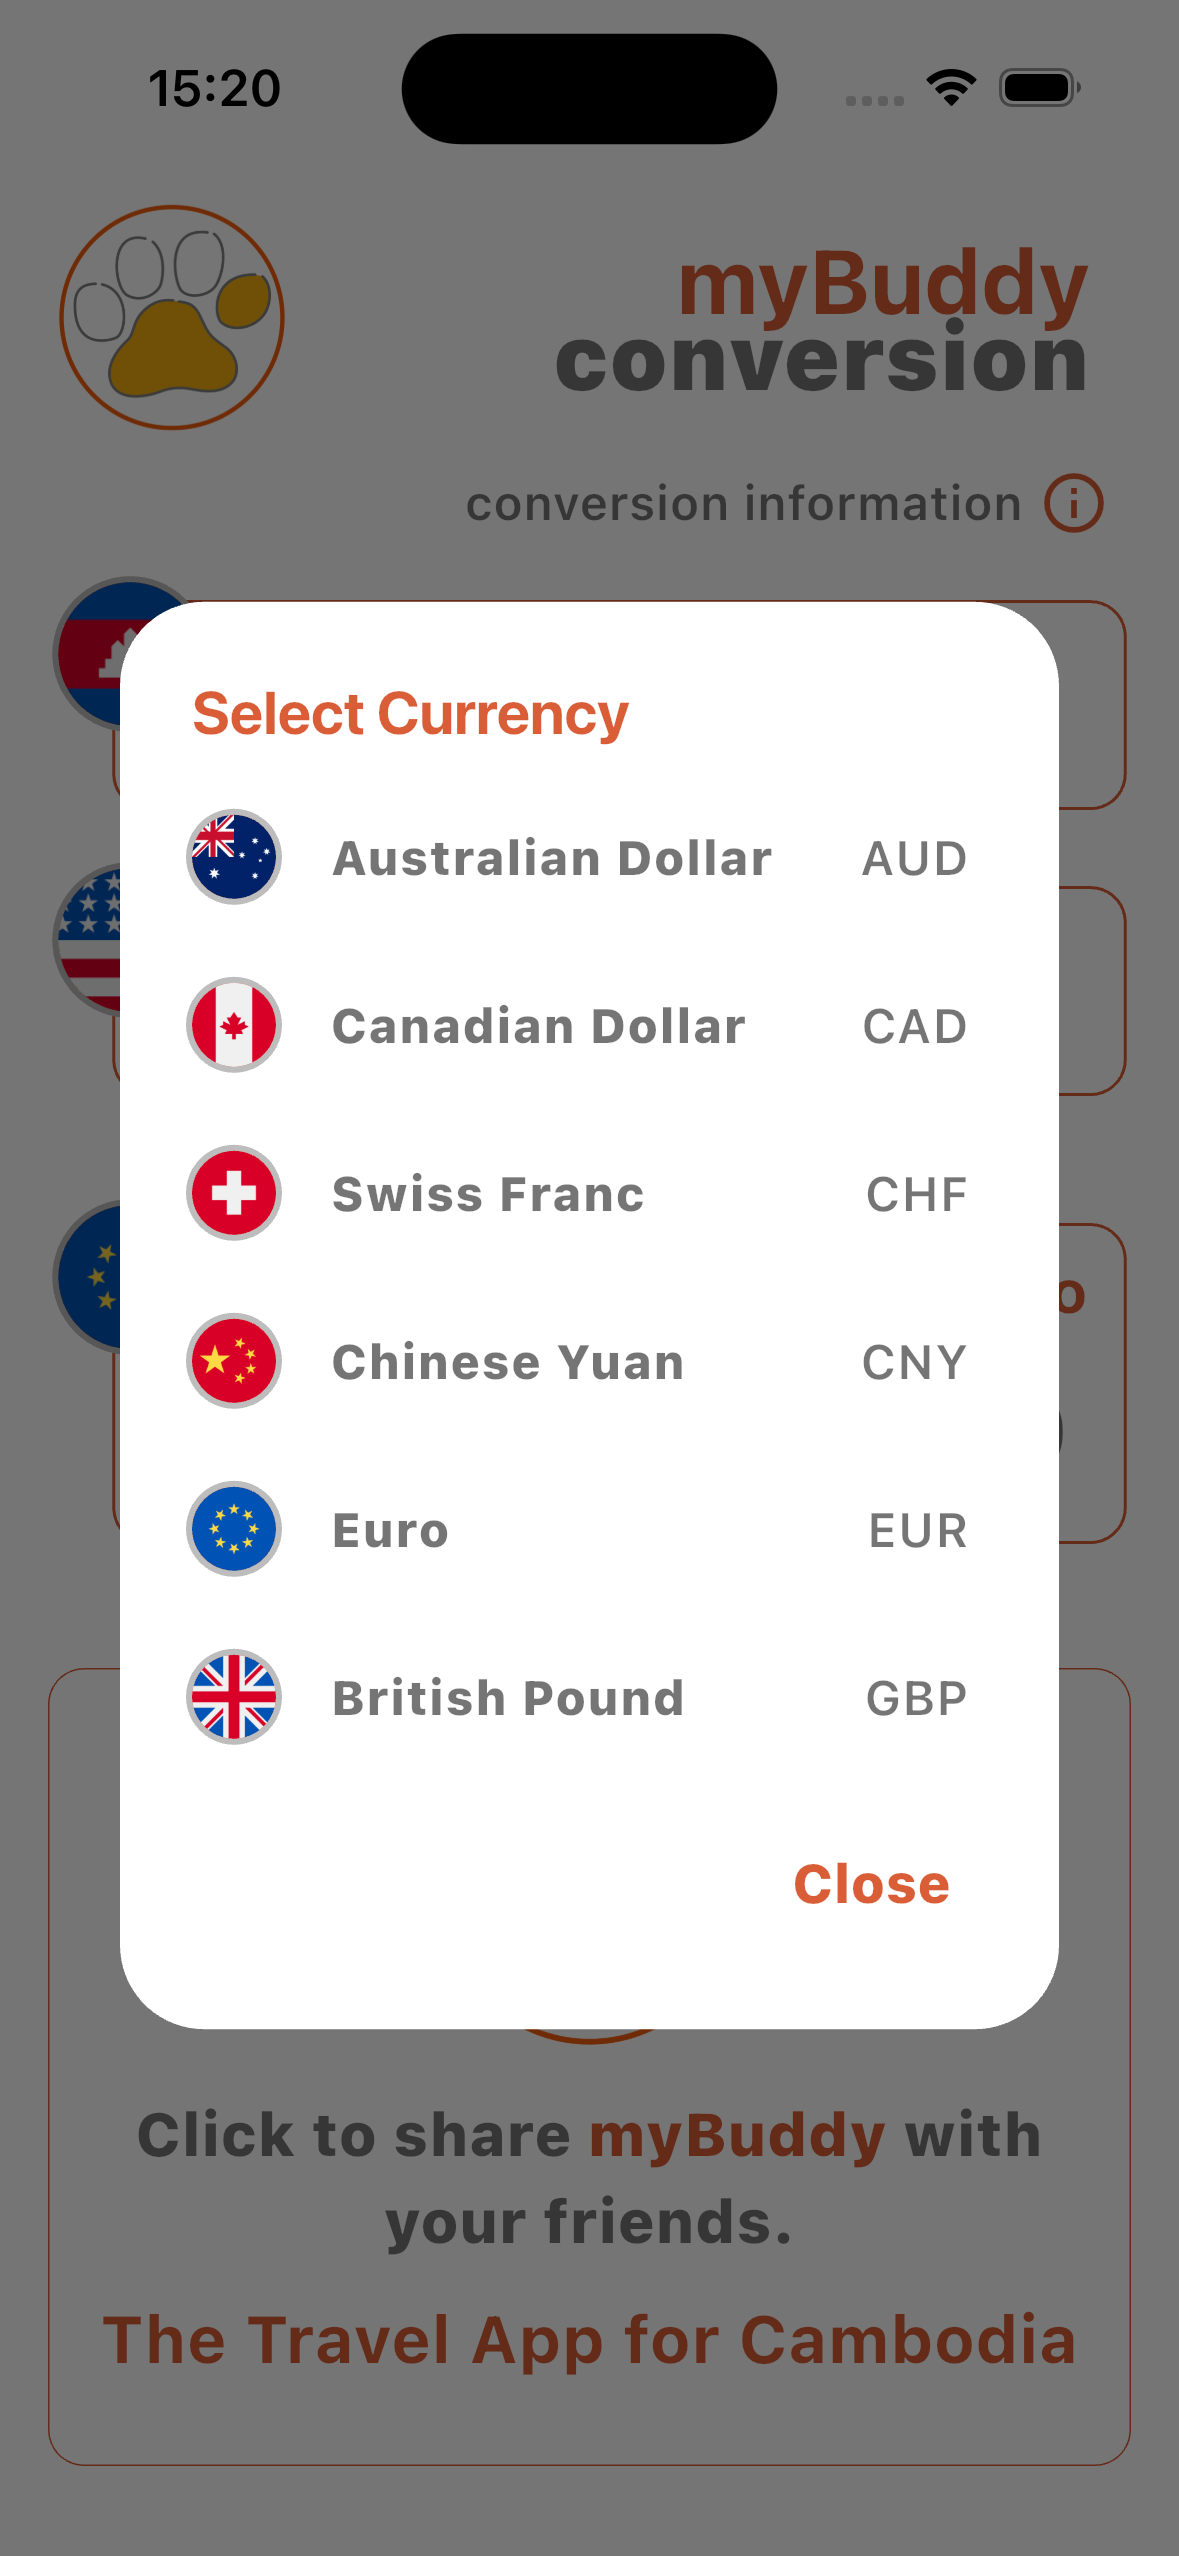 15:20
myBuddy
conversion
conversion information
Select Currency
Australian Dollar AUD
Canadian Dollar CAD
Swiss Franc CHF
Chinese Yuan CNY
Euro EUR
British Pound GBP
Close
Click to share myBuddy with
your friends.
The Travel App for Cambodia